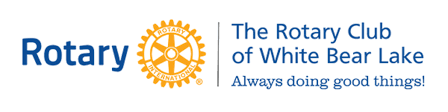 Rotary
ROTARY
INTERNATIONAL
®
The Rotary Club
of White Bear Lake
Always doing good things!